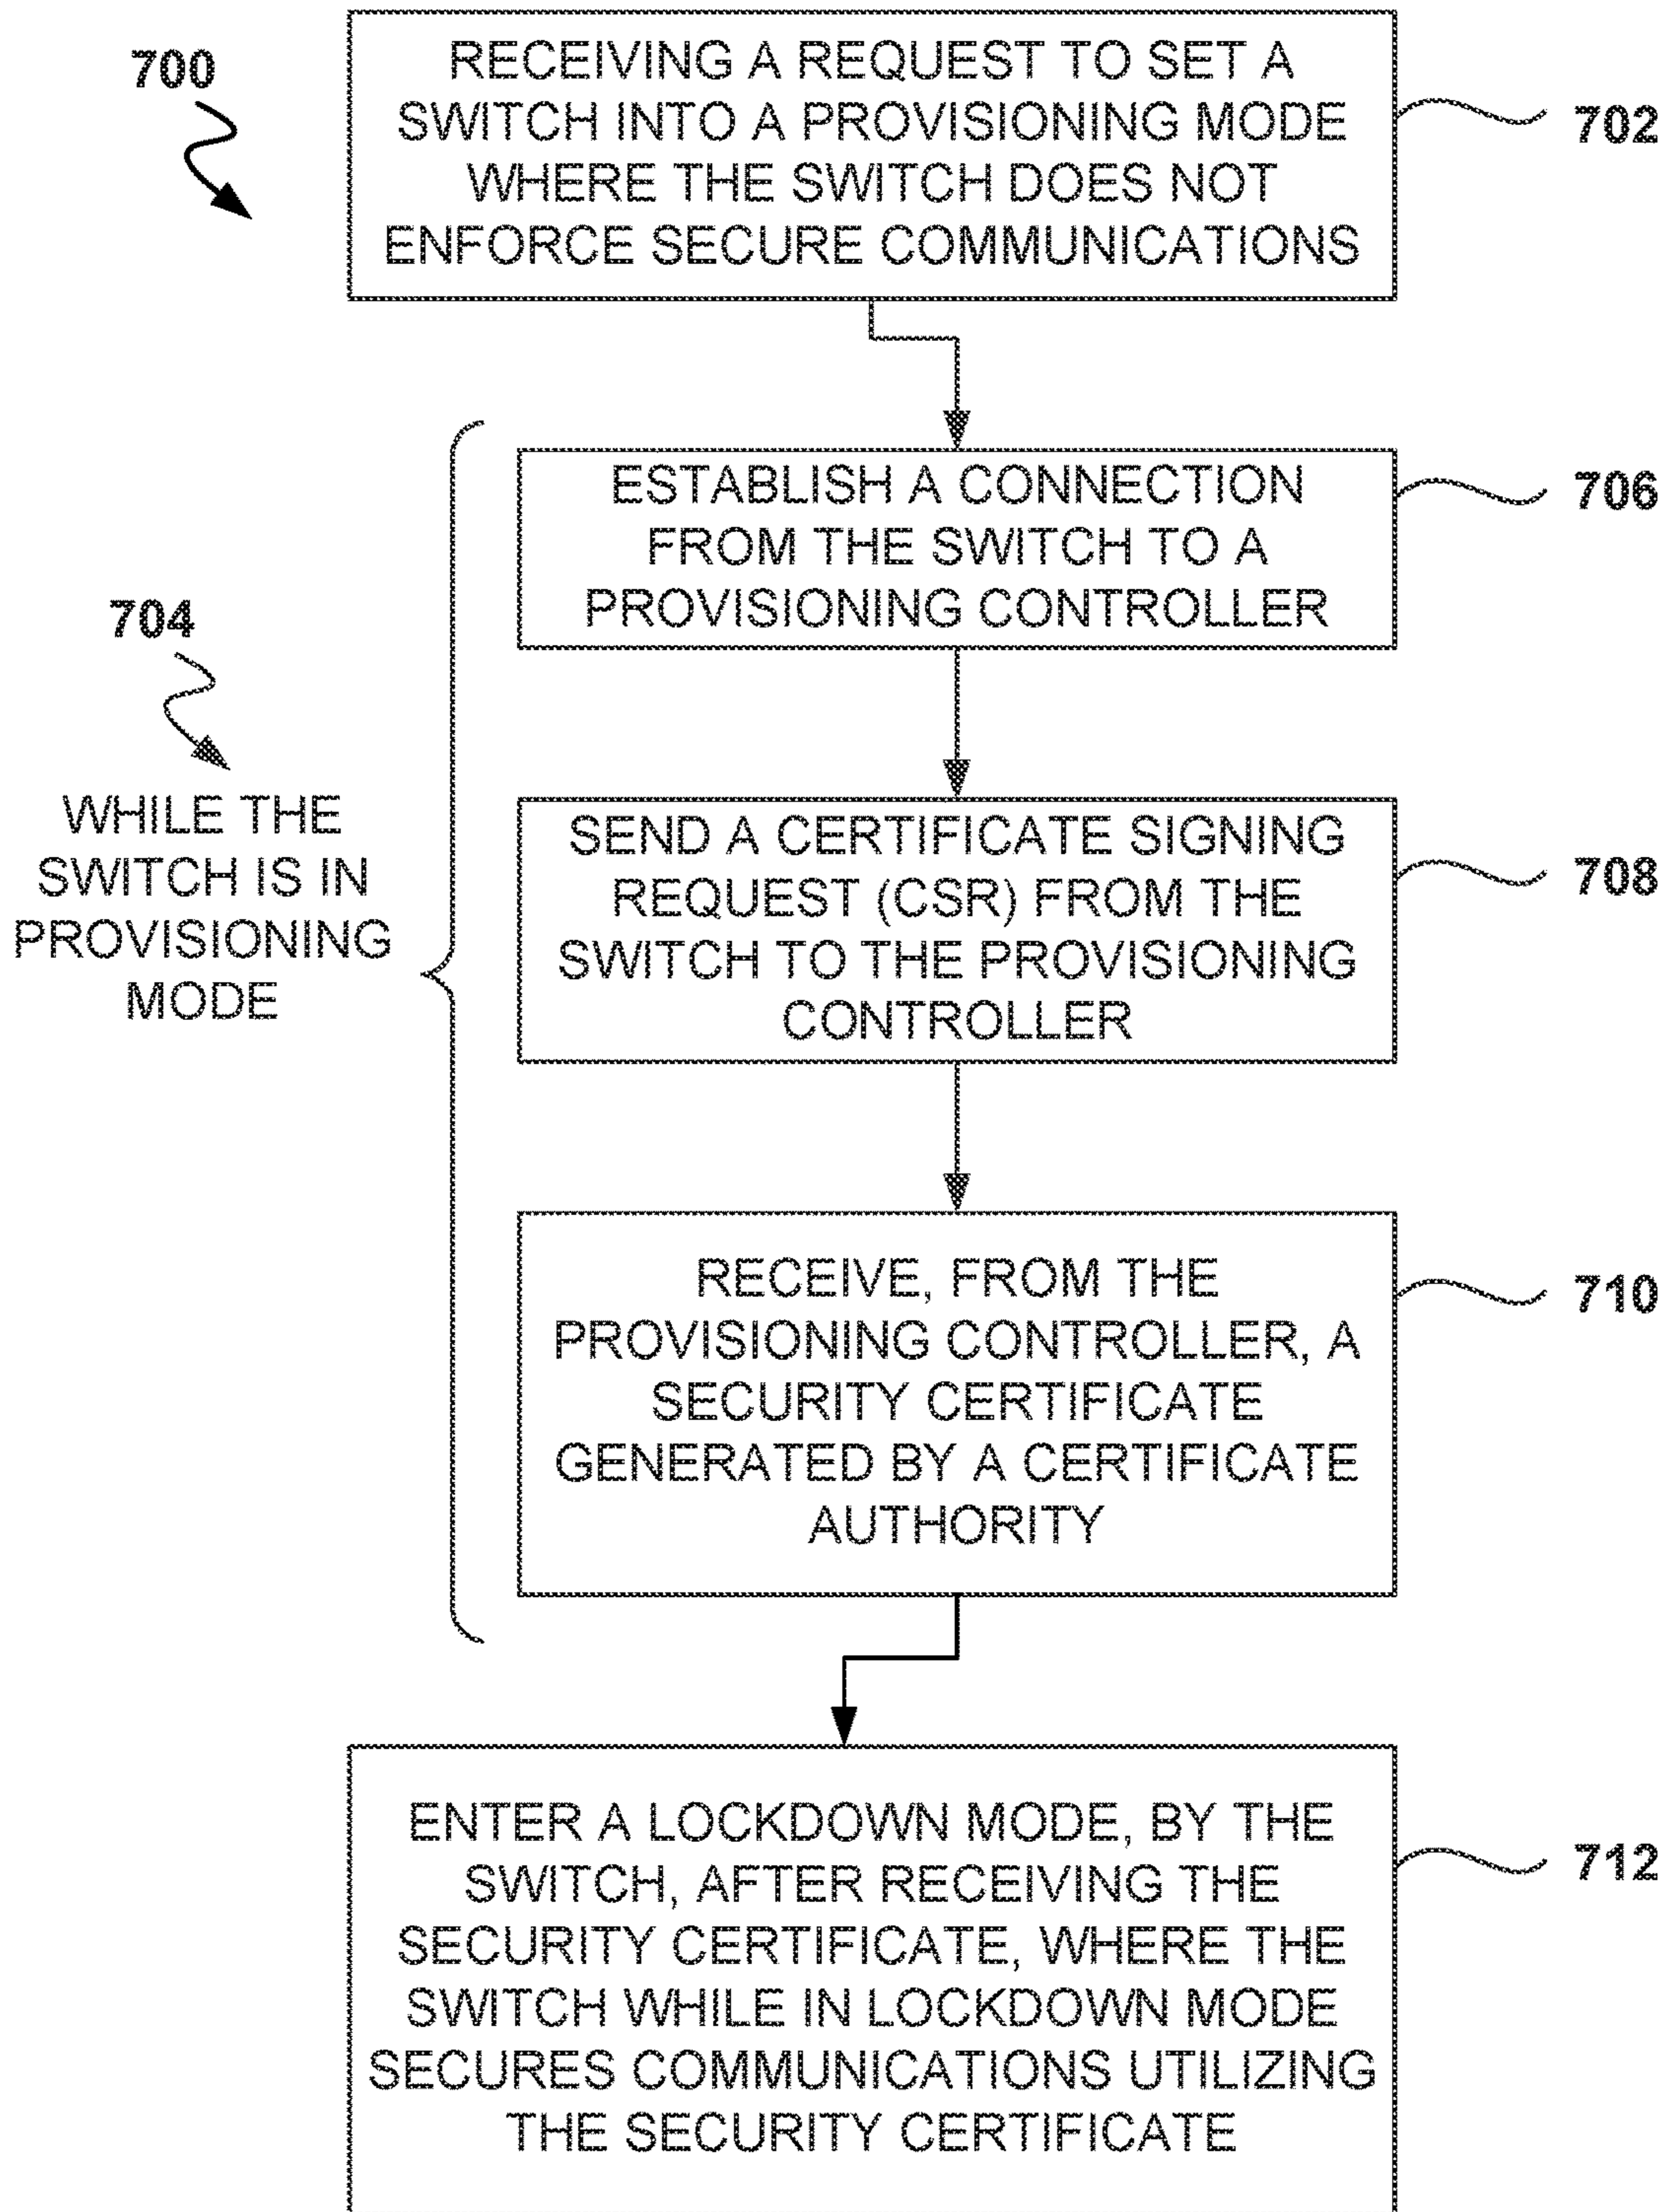 700
RECEIVING A REQUEST TO SET A
SWITCH INTO A PROVISIONING MODE
WHERE THE SWITCH DOES NOT
ENFORCE SECURE COMMUNICATIONS
702
ESTABLISH A CONNECTION
FROM THE SWITCH TO A
PROVISIONING CONTROLLER
706
704
WHILE THE
SWITCH IS IN
PROVISIONING
MODE
SEND A CERTIFICATE SIGNING
REQUEST (CSR) FROM THE
SWITCH TO THE PROVISIONING
CONTROLLER
708
RECEIVE, FROM THE
PROVISIONING CONTROLLER, A
SECURITY CERTIFICATE
GENERATED BY A CERTIFICATE
AUTHORITY
710
ENTER A LOCKDOWN MODE, BY THE
SWITCH, AFTER RECEIVING THE
SECURITY CERTIFICATE, WHERE THE
SWITCH WHILE IN LOCKDOWN MODE
SECURES COMMUNICATIONS UTILIZING
THE SECURITY CERTIFICATE
712